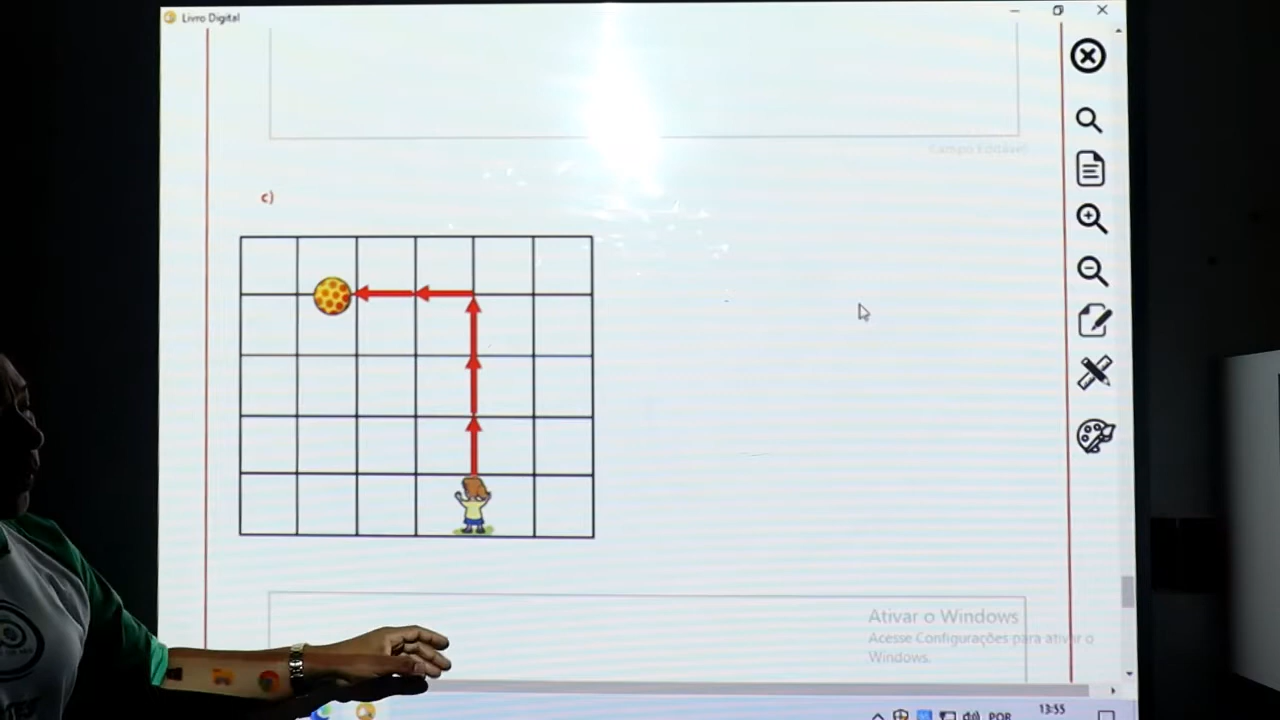 Livro Digital
Campo Editável
c)
Ativar o Windows
Acesse Configurações para ativar o
Windows.
POR
13:55